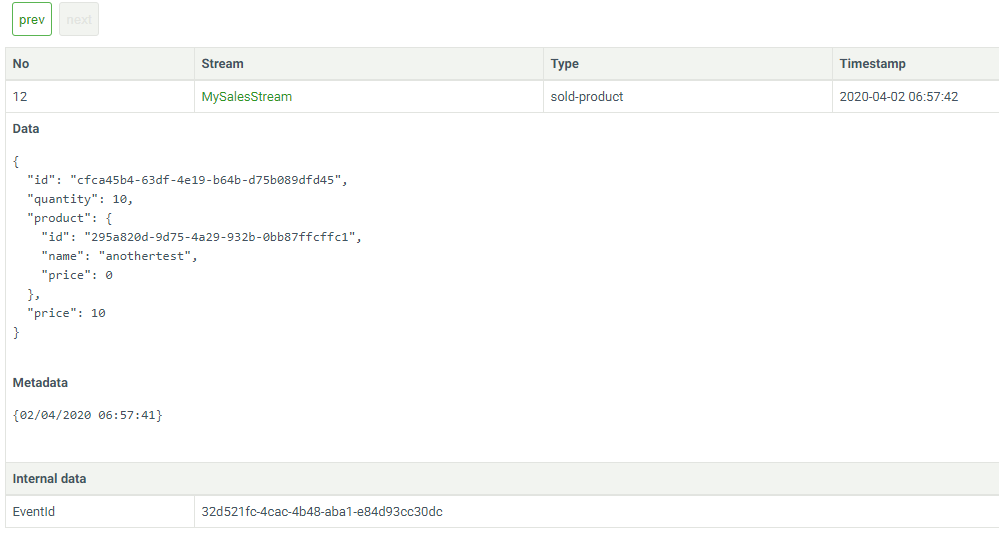 prev next
No Stream Type Timestamp
12 MySalesStream sold-product 2020-04-02 06:57:42
Data
{
"id": "cfca45b4-63df-4e19-b64b-d75b089dfd45",
"quantity": 10,
"product": {
"id": "295a820d-9d75-4a29-932b-0bb87ffcffc1",
"name": "anothertest",
"price": 0
},
"price": 10
}
Metadata
{02/04/2020 06:57:41}
Internal data
EventId 32d521fc-4cac-4b48-aba1-e84d93cc30dc